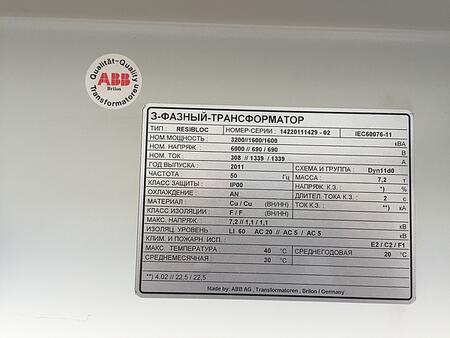 Qualität-Quality
ABB
Brilon
Transformatoren
3-ФАЗНЫЙ-ТРАНСФОРМАТОР
ТИП : RESIBLOC НОМЕР-СЕРИИ : 14220111429 - 02 IEC60076-11
НОМ.МОЩНОСТЬ : 3200//1600/1600 кВА
НОМ. НАПРЯЖ. : 6000 // 690 / 690 В
НОМ. ТОК : 308 // 1339 / 1339 А
ГОД ВЫПУСКА : 2011 СХЕМА И ГРУППА : Dyn11d0
ЧАСТОТА : 50 Гц МАССА : 7,2 т
КЛАСС ЗАЩИТЫ : IP00 НАПРЯЖ. К.З. : *) %
ОХЛАЖДЕНИЕ : AN ДЛИТЕЛ. ТОКА К.З. : 2 с
МАТЕРИАЛ : Cu / Cu (ВН/НН) ТОК К.З. : **) кА
КЛАСС ИЗОЛЯЦИИ : F / F (ВН/НН)
МАКС. НАПРЯЖ. : 7,2 // 1,1 / 1,1 кВ
ИЗОЛЯЦ. УРОВЕНЬ : LI 60 AC 20 // AC 5 / AC 5 кВ
КЛИМ. И ПОЖАРН. ИСП. : E2 / C2 / F1
МАКС. ТЕМПЕРАТУРА : 40 °C СРЕДНЕГОДОВАЯ 20 °C
СРЕДНЕМЕСЯЧНАЯ : 30 °C
**) 4.02 // 22.5 / 22.5
Made by: ABB AG , Transformatoren , Brilon / Germany